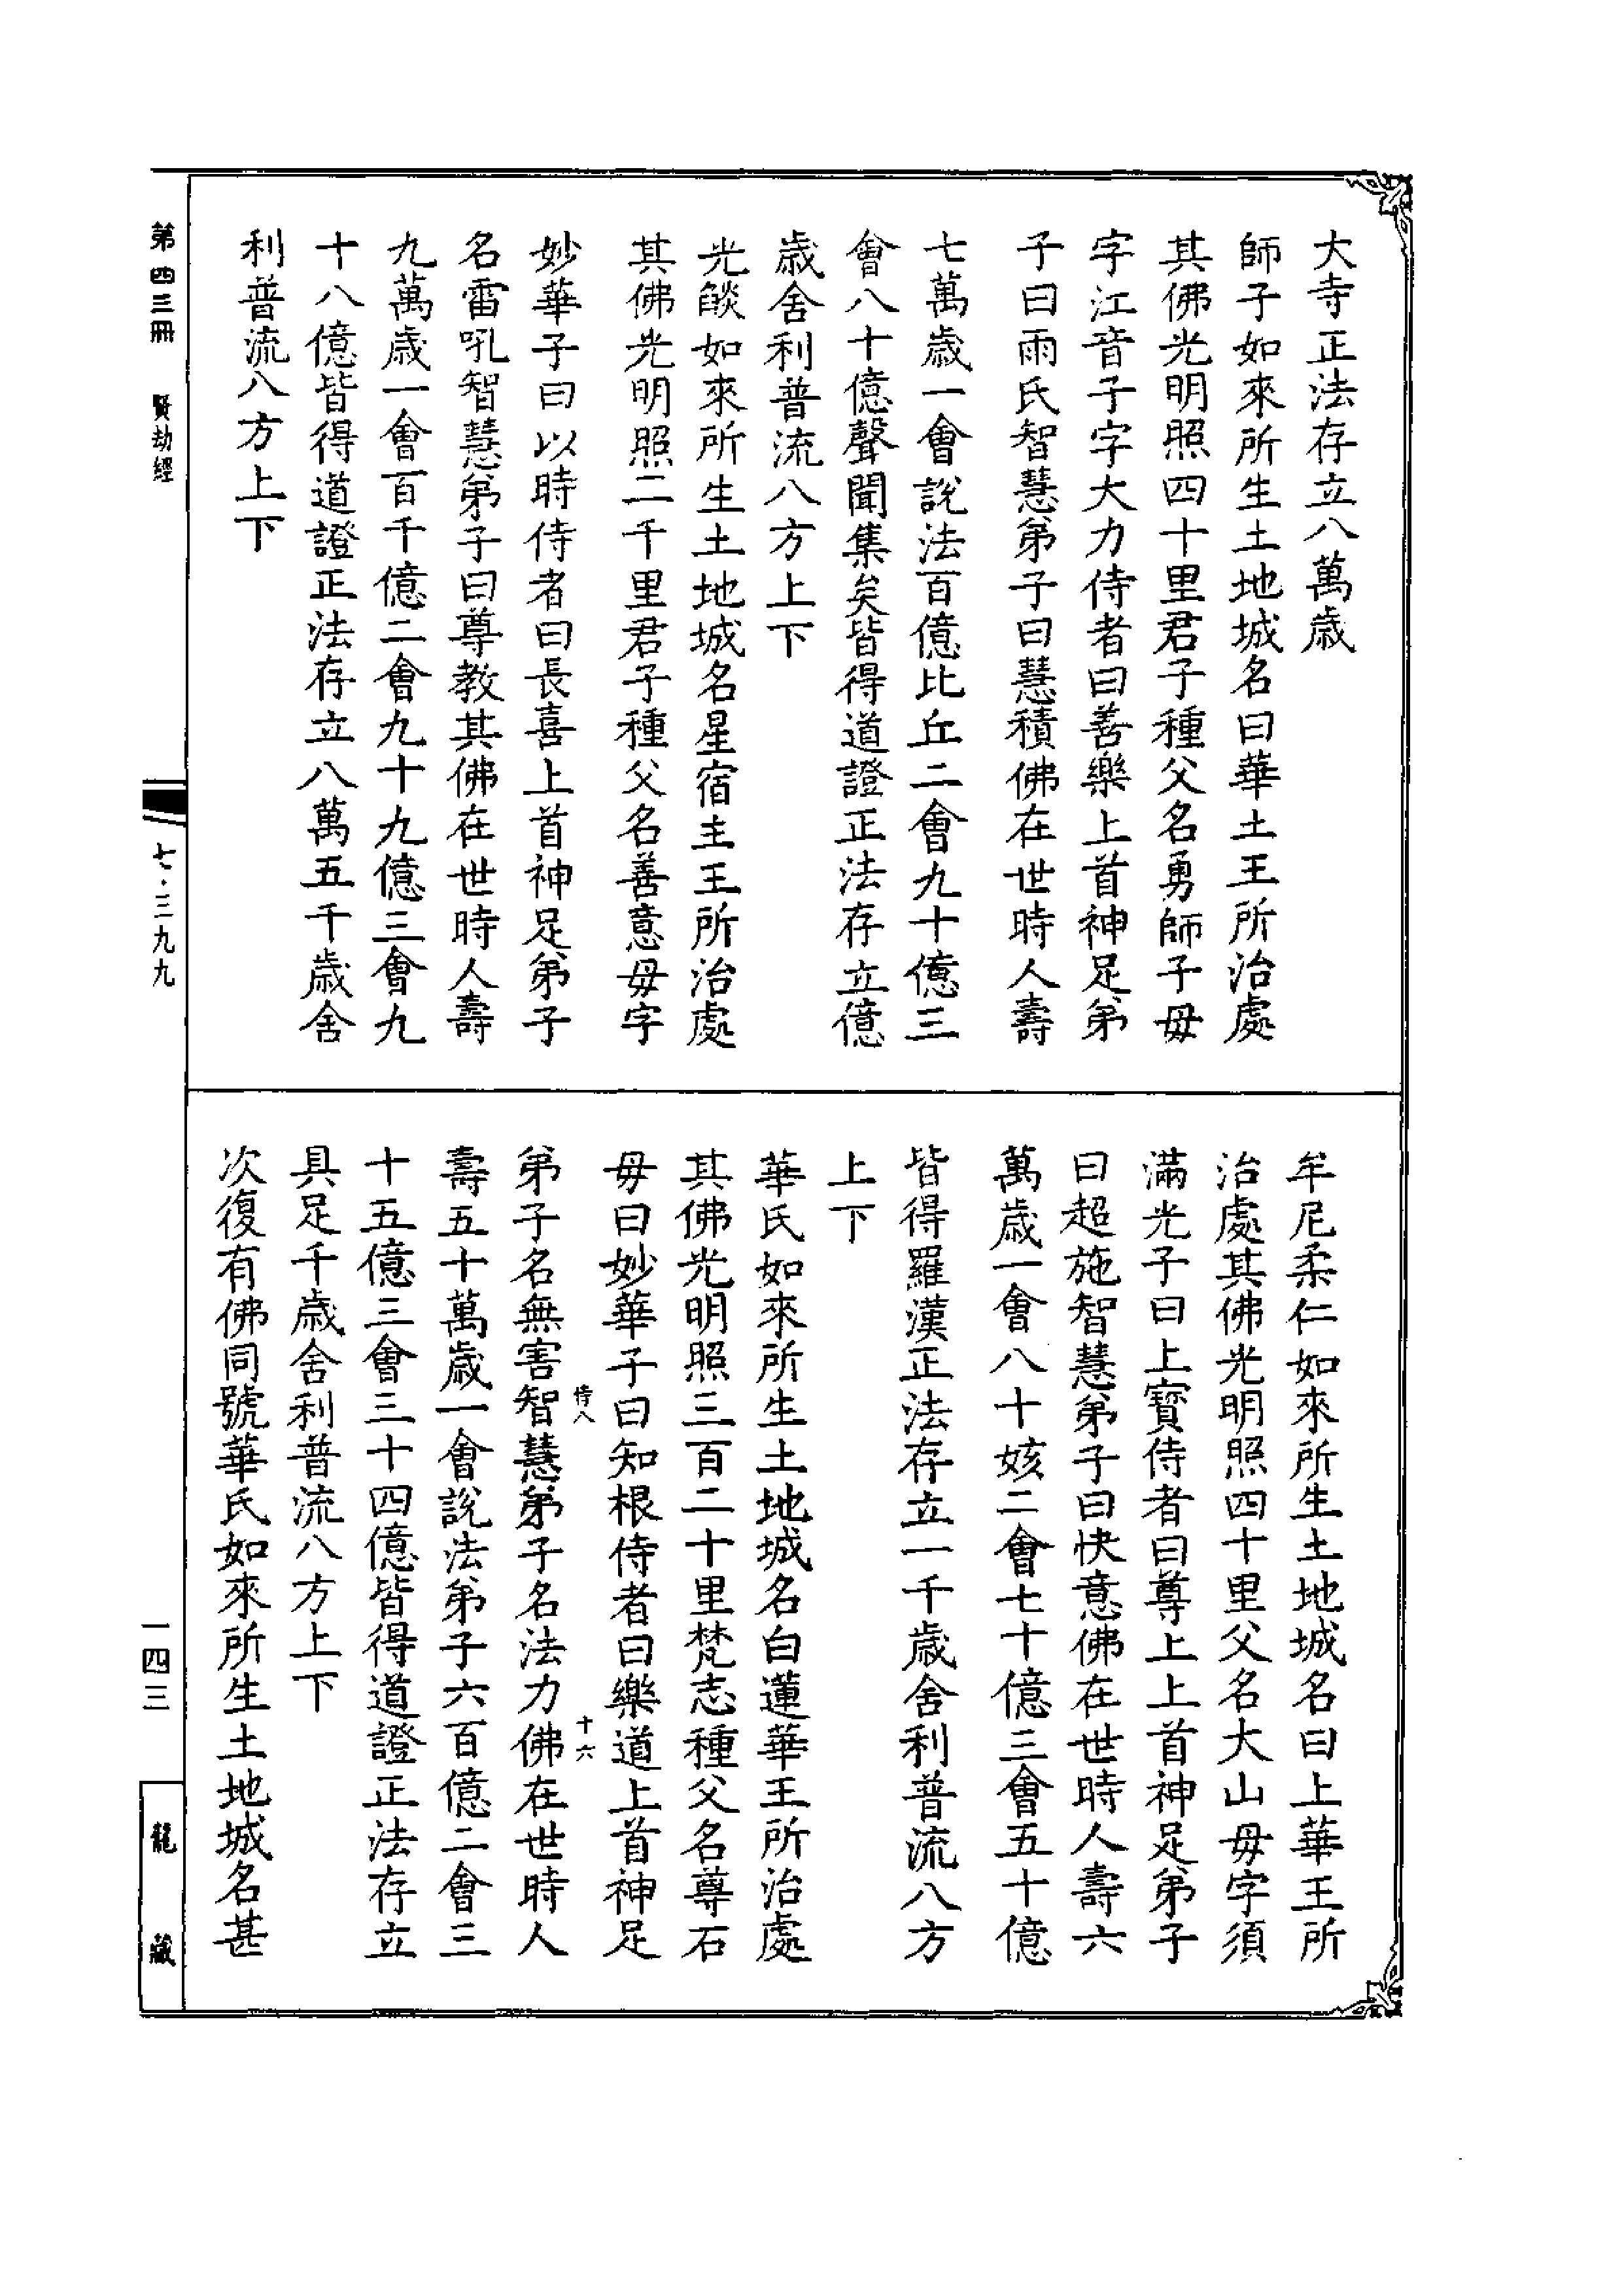 大寺正法存立八萬歲
師子如來所生土地城名曰華土王所治處
其佛光明照四十里君子種父名勇師子母
字江音子字大力侍者曰善樂上首神足弟
子曰雨氏智慧弟子曰慧積佛在世時人壽
七萬歲一會說法百億比丘二會九十億三
會八十億聲聞集矣皆得道證正法存立億
歲舍利普流八方上下
光餤如來所生土地城名星宿主王所治處
其佛光明照二千里君子種父名善意母字
妙華子曰以時侍者曰長喜上首神足弟子
名雷吼智慧弟子曰尊教其佛在世時人壽
九萬歲一會百千億二會九十九億三會九
十八億皆得道證正法存立八萬五千歲舍
利普流八方上下
牟尼柔仁如來所生土地城名曰上華王所
治處其佛光明照四十里父名大山母字須
滿光子曰上寶侍者曰尊上上首神足弟子
曰超施智慧弟子曰快意佛在世時人壽六
萬歲一會八十姟二會七十億三會五十億
皆得羅漢正法存立一千歲舍利普流八方
上下
華氏如來所生土地城名白蓮華王所治處
其佛光明照三百二十里梵志種父名尊石
母曰妙華子曰知根侍者曰樂道上首神足
侍八
十六
弟子名無害智慧弟子名法力佛在世時人
壽五十萬歲一會說法弟子六百億二會三
十五億三會三十四億皆得道證正法存立
具足千歲舍利普流八方上下
次復有佛同號華氏如來所生土地城名甚
第四三冊 賢劫經
七·三九九
一四三
龍藏